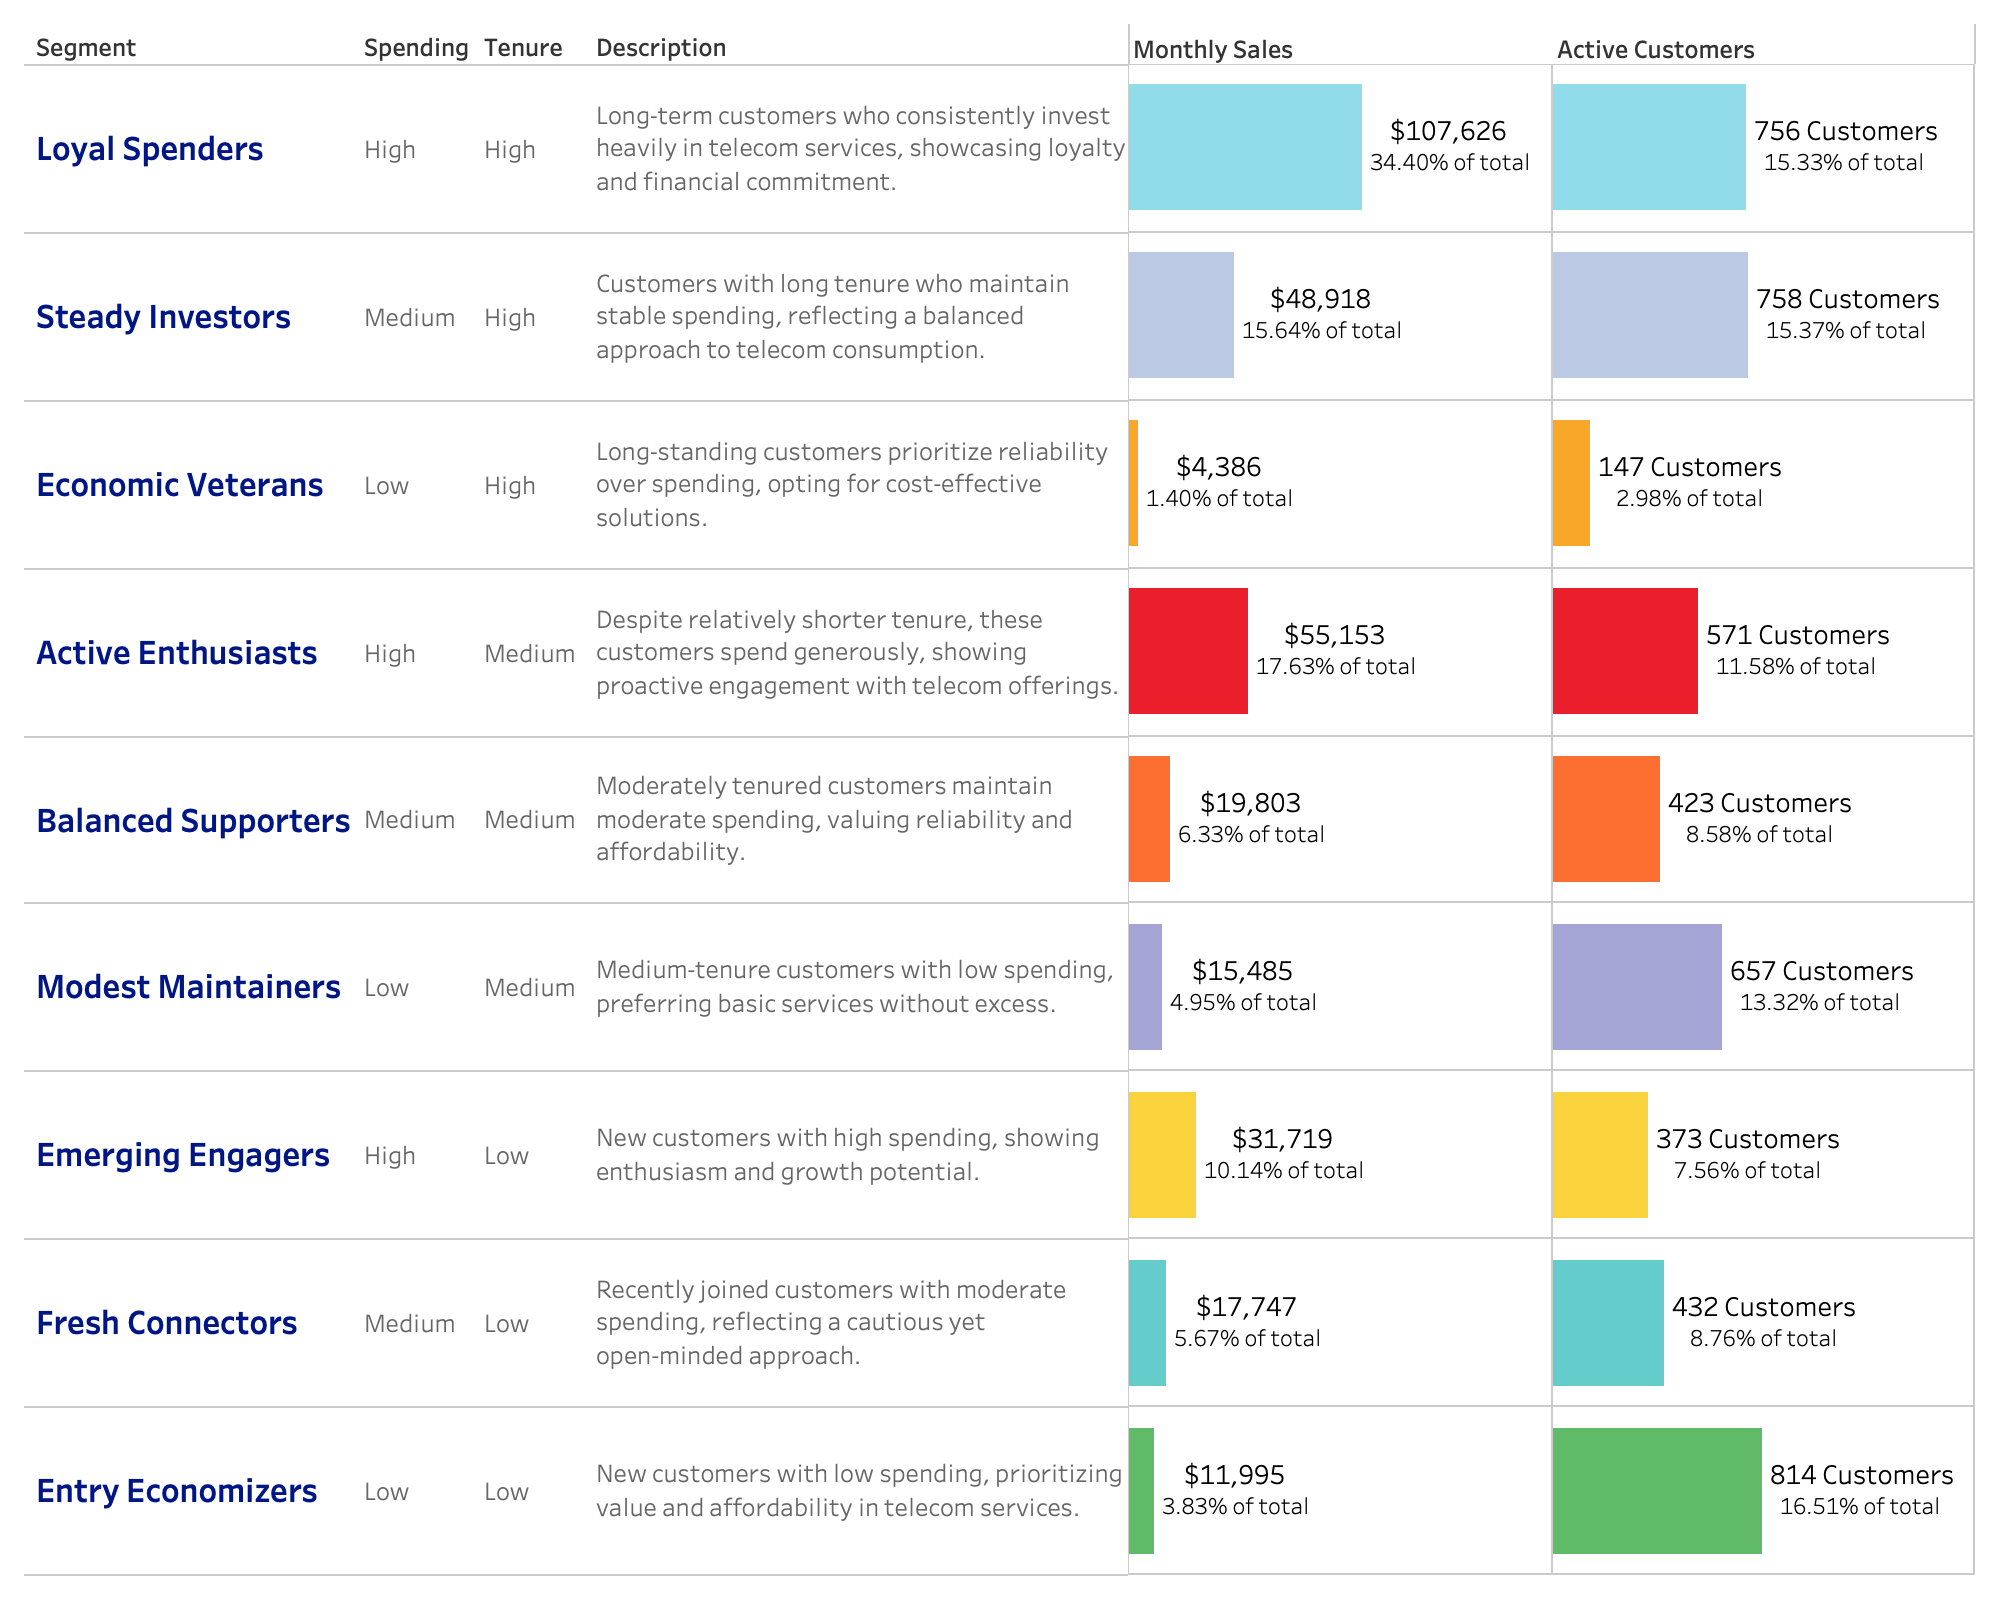 Segment Spending Tenure Description Monthly Sales Active Customers
Loyal Spenders High High
Long-term customers who consistently invest
heavily in telecom services, showcasing loyalty
and financial commitment.
$107,626
34.40% of total
756 Customers
15.33% of total
Steady Investors Medium High
Customers with long tenure who maintain
stable spending, reflecting a balanced
approach to telecom consumption.
$48,918
15.64% of total
758 Customers
15.37% of total
Economic Veterans Low High
Long-standing customers prioritize reliability
over spending, opting for cost-effective
solutions.
$4,386
1.40% of total
147 Customers
2.98% of total
Active Enthusiasts High Medium
Despite relatively shorter tenure, these
customers spend generously, showing
proactive engagement with telecom offerings.
$55,153
17.63% of total
571 Customers
11.58% of total
Balanced Supporters Medium Medium
Moderately tenured customers maintain
moderate spending, valuing reliability and
affordability.
$19,803
6.33% of total
423 Customers
8.58% of total
Modest Maintainers Low Medium
Medium-tenure customers with low spending,
preferring basic services without excess.
$15,485
4.95% of total
657 Customers
13.32% of total
Emerging Engagers High Low
New customers with high spending, showing
enthusiasm and growth potential.
$31,719
10.14% of total
373 Customers
7.56% of total
Fresh Connectors Medium Low
Recently joined customers with moderate
spending, reflecting a cautious yet
open-minded approach.
$17,747
5.67% of total
432 Customers
8.76% of total
Entry Economizers Low Low
New customers with low spending, prioritizing
value and affordability in telecom services.
$11,995
3.83% of total
814 Customers
16.51% of total